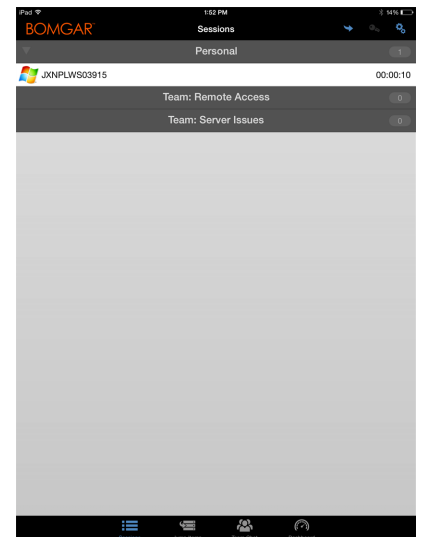 iPad 1:52 PM 14%
BOMGAR Sessions
Personal 1
JXNPLWS03915 00:00:10
Team: Remote Access 0
Team: Server Issues 0